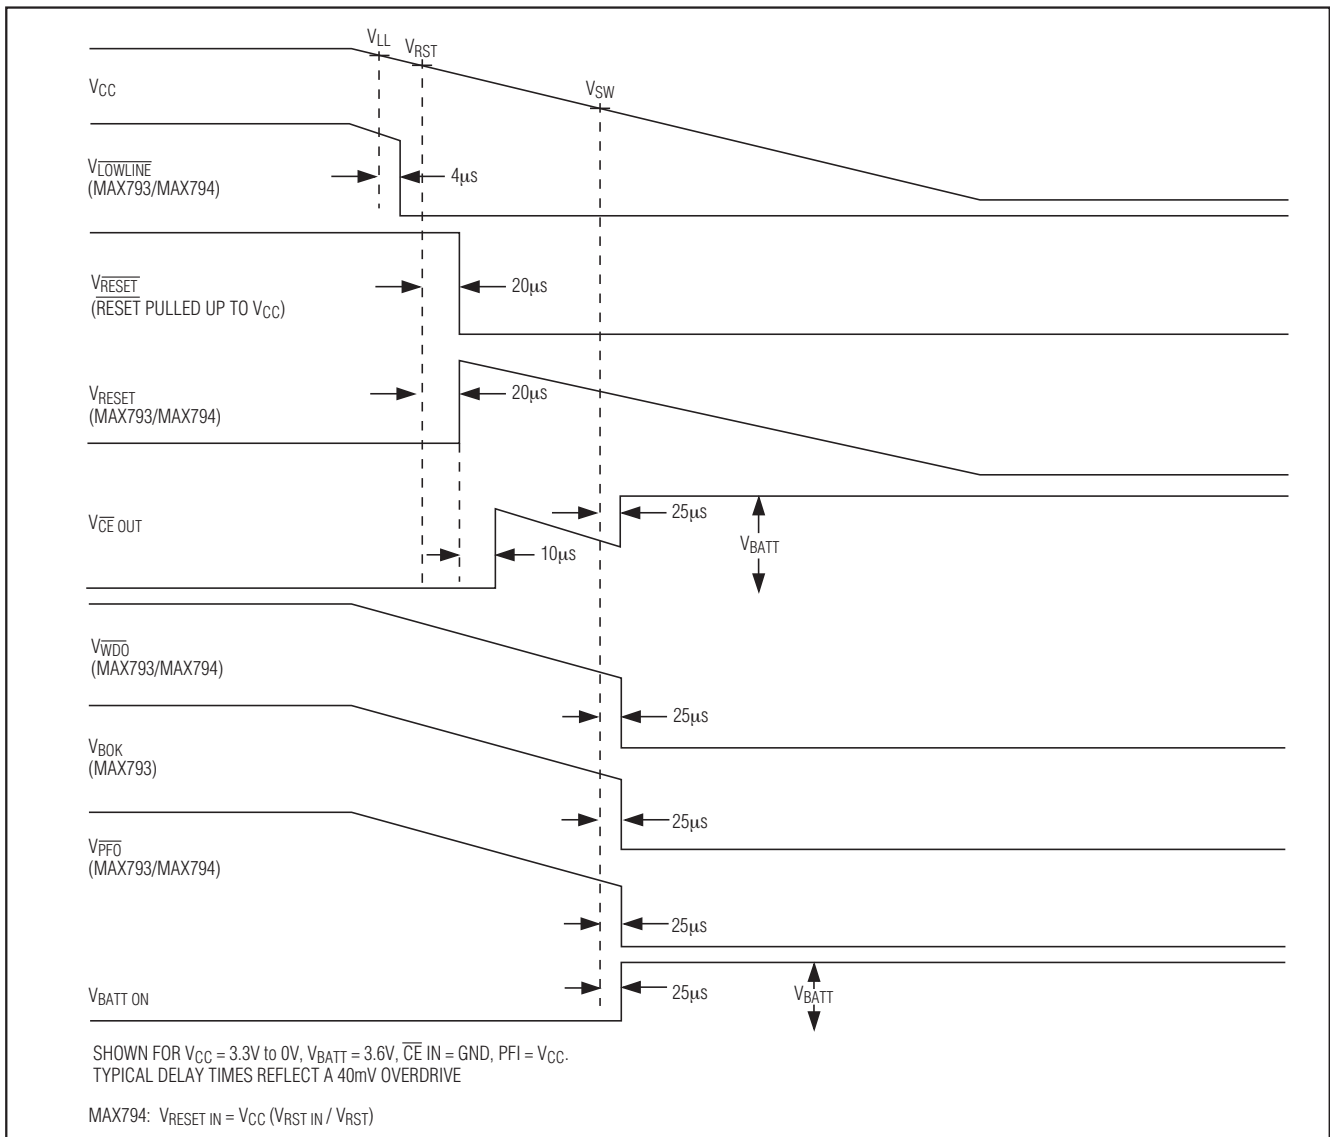 VLL
VRST
VCC
VSW
VLOWLINE
(MAX793/MAX794)
4µs
VRESET
(RESET PULLED UP TO VCC)
20µs
VRESET
(MAX793/MAX794)
20µs
VCE OUT
25µs
10µs
VBATT
VWDO
(MAX793/MAX794)
25µs
VBOK
(MAX793)
25µs
VPFO
(MAX793/MAX794)
25µs
VBATT ON
25µs
VBATT
SHOWN FOR VCC = 3.3V to 0V, VBATT = 3.6V, CE IN = GND, PFI = VCC.
TYPICAL DELAY TIMES REFLECT A 40mV OVERDRIVE
MAX794: VRESET IN = VCC (VRST IN / VRST)